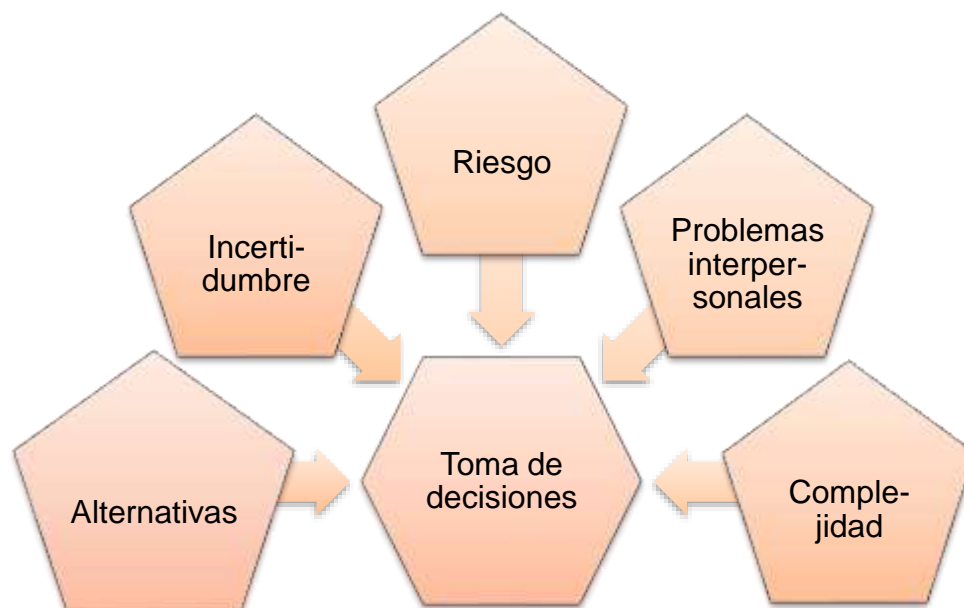 Riesgo
Incerti-
dumbre
Problemas
interper-
sonales
Alternativas
Toma de
decisiones
Comple-
jidad